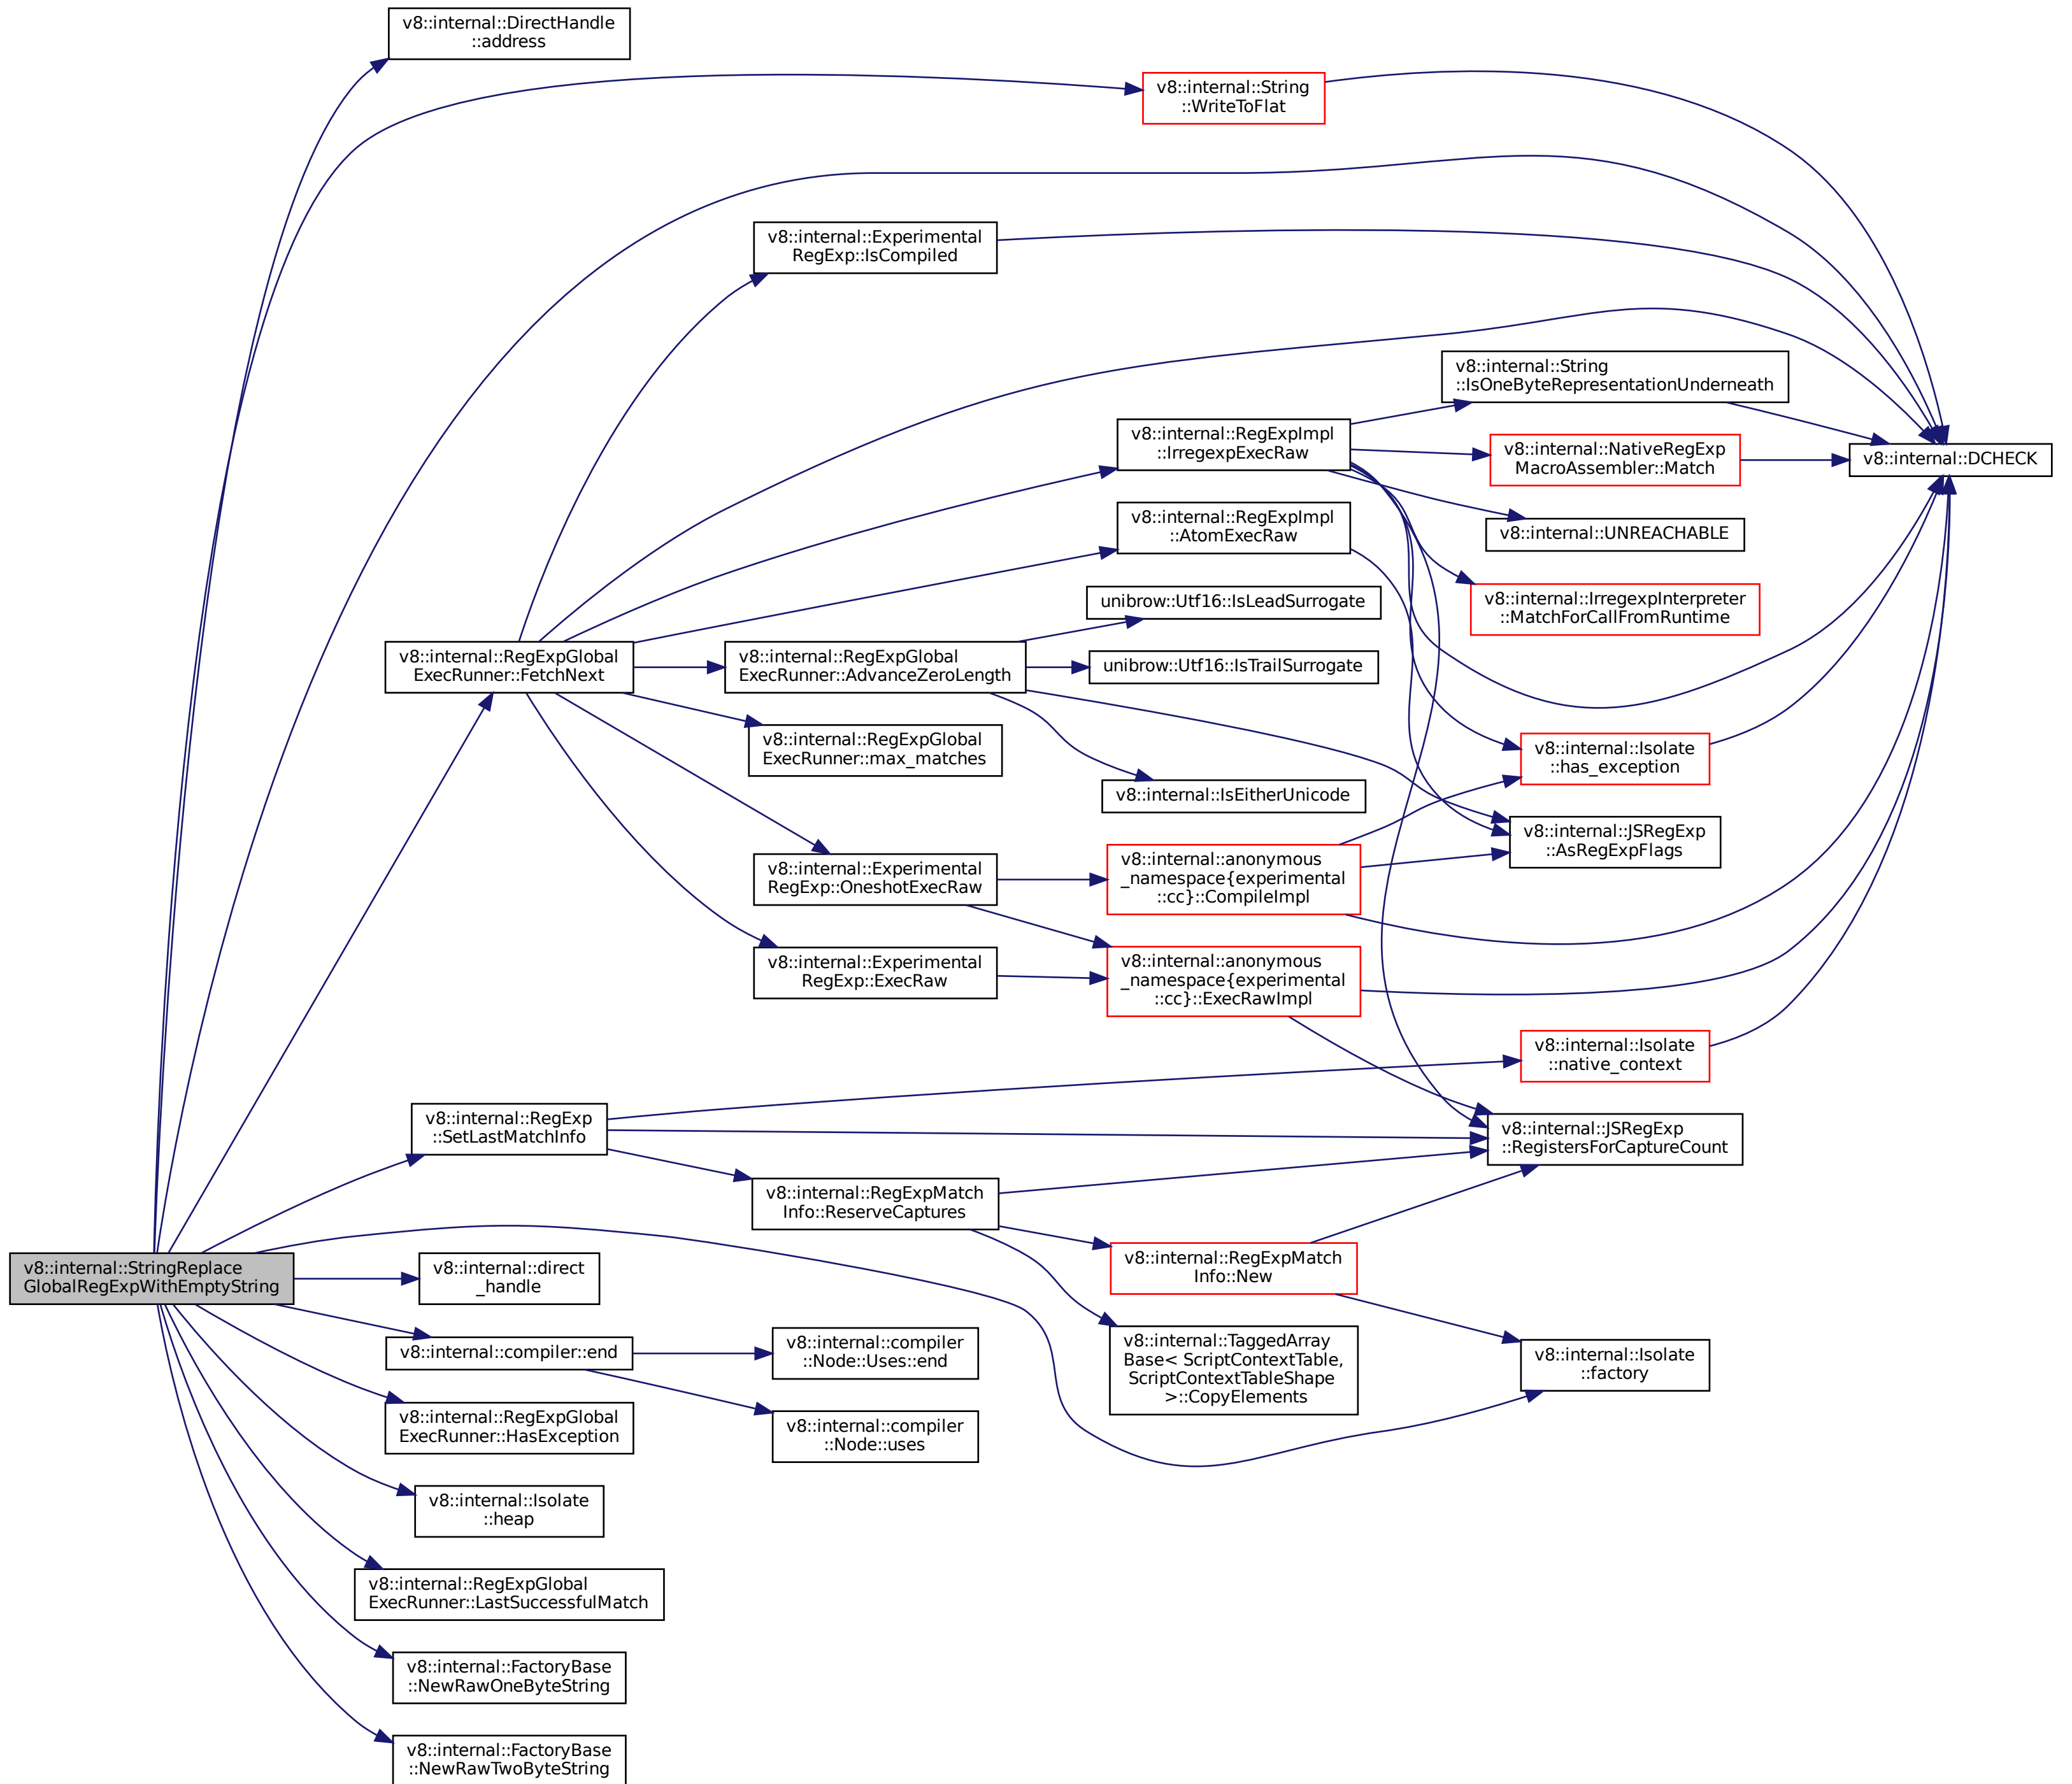 v8::internal::DirectHandle
::address
v8::internal::String
::WriteToFlat
v8::internal::Experimental
RegExp::IsCompiled
v8::internal::String
::IsOneByteRepresentationUnderneath
v8::internal::RegExpImpl
::IrregexpExecRaw
v8::internal::NativeRegExp
MacroAssembler::Match
v8::internal::DCHECK
v8::internal::RegExpImpl
::AtomExecRaw
v8::internal::UNREACHABLE
unibrow::Utf16::IsLeadSurrogate
v8::internal::IrregexpInterpreter
::MatchForCallFromRuntime
v8::internal::RegExpGlobal
ExecRunner::FetchNext
v8::internal::RegExpGlobal
ExecRunner::AdvanceZeroLength
unibrow::Utf16::IsTrailSurrogate
v8::internal::RegExpGlobal
ExecRunner::max_matches
v8::internal::Isolate
::has_exception
v8::internal::IsEitherUnicode
v8::internal::JSRegExp
::AsRegExpFlags
v8::internal::Experimental
RegExp::OneshotExecRaw
v8::internal::anonymous
_namespace{experimental
::cc}::CompileImpl
v8::internal::Experimental
RegExp::ExecRaw
v8::internal::anonymous
_namespace{experimental
::cc}::ExecRawImpl
v8::internal::Isolate
::native_context
v8::internal::RegExp
::SetLastMatchInfo
v8::internal::JSRegExp
::RegistersForCaptureCount
v8::internal::RegExpMatch
Info::ReserveCaptures
v8::internal::StringReplace
GlobalRegExpWithEmptyString
v8::internal::direct
_handle
v8::internal::RegExpMatch
Info::New
v8::internal::compiler::end
v8::internal::compiler
::Node::Uses::end
v8::internal::TaggedArray
Base< ScriptContextTable,
ScriptContextTableShape
>::CopyElements
v8::internal::Isolate
::factory
v8::internal::RegExpGlobal
ExecRunner::HasException
v8::internal::compiler
::Node::uses
v8::internal::Isolate
::heap
v8::internal::RegExpGlobal
ExecRunner::LastSuccessfulMatch
v8::internal::FactoryBase
::NewRawOneByteString
v8::internal::FactoryBase
::NewRawTwoByteString